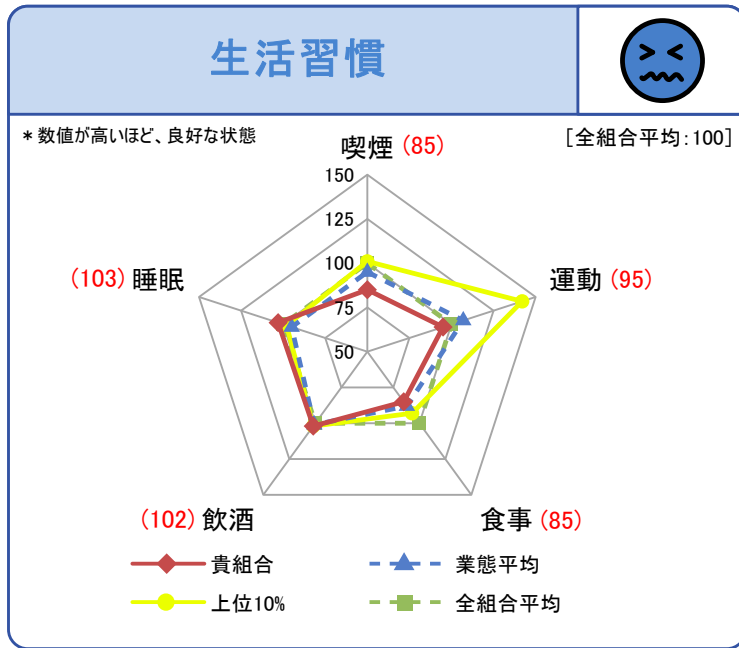 生活習慣
*数値が高いほど、良好な状態
[全組合平均:100]
喫煙 (85)
150
125
100
75
50
(103) 睡眠
運動 (95)
(102) 飲酒
食事 (85)
貴組合
業態平均
上位10%
全組合平均